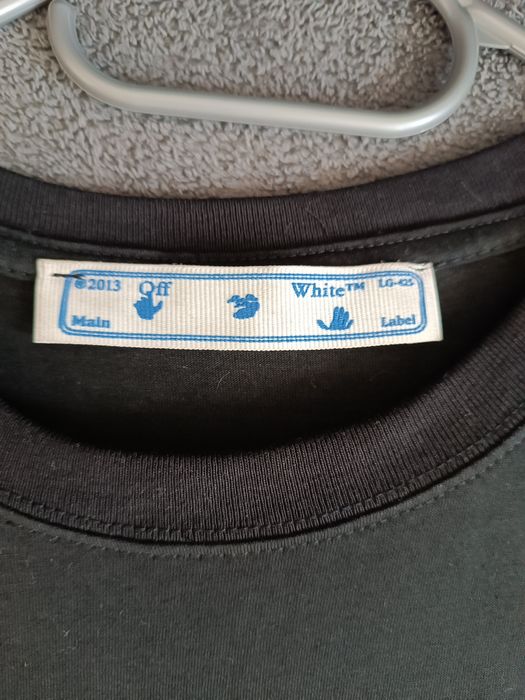 ©2013 Off White™ LG-425
Main Label